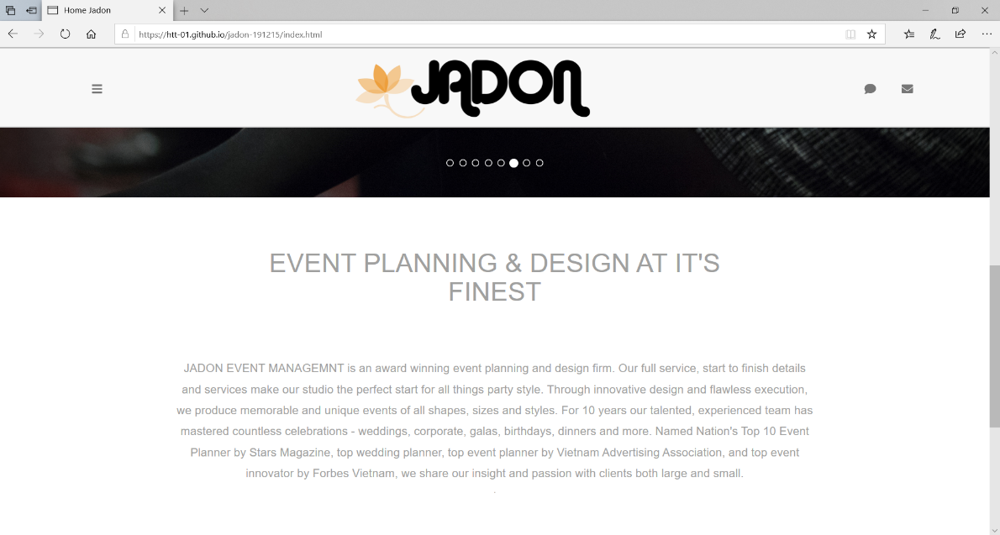 Home Jadon
https://htt-01.github.io/jadon-191215/index.html
JADON
EVENT PLANNING & DESIGN AT IT'S
FINEST
JADON EVENT MANAGEMNT is an award winning event planning and design firm. Our full service, start to finish details
and services make our studio the perfect start for all things party style. Through innovative design and flawless execution,
we produce memorable and unique events of all shapes, sizes and styles. For 10 years our talented, experienced team has
mastered countless celebrations - weddings, corporate, galas, birthdays, dinners and more. Named Nation's Top 10 Event
Planner by Stars Magazine, top wedding planner, top event planner by Vietnam Advertising Association, and top event
innovator by Forbes Vietnam, we share our insight and passion with clients both large and small.
.